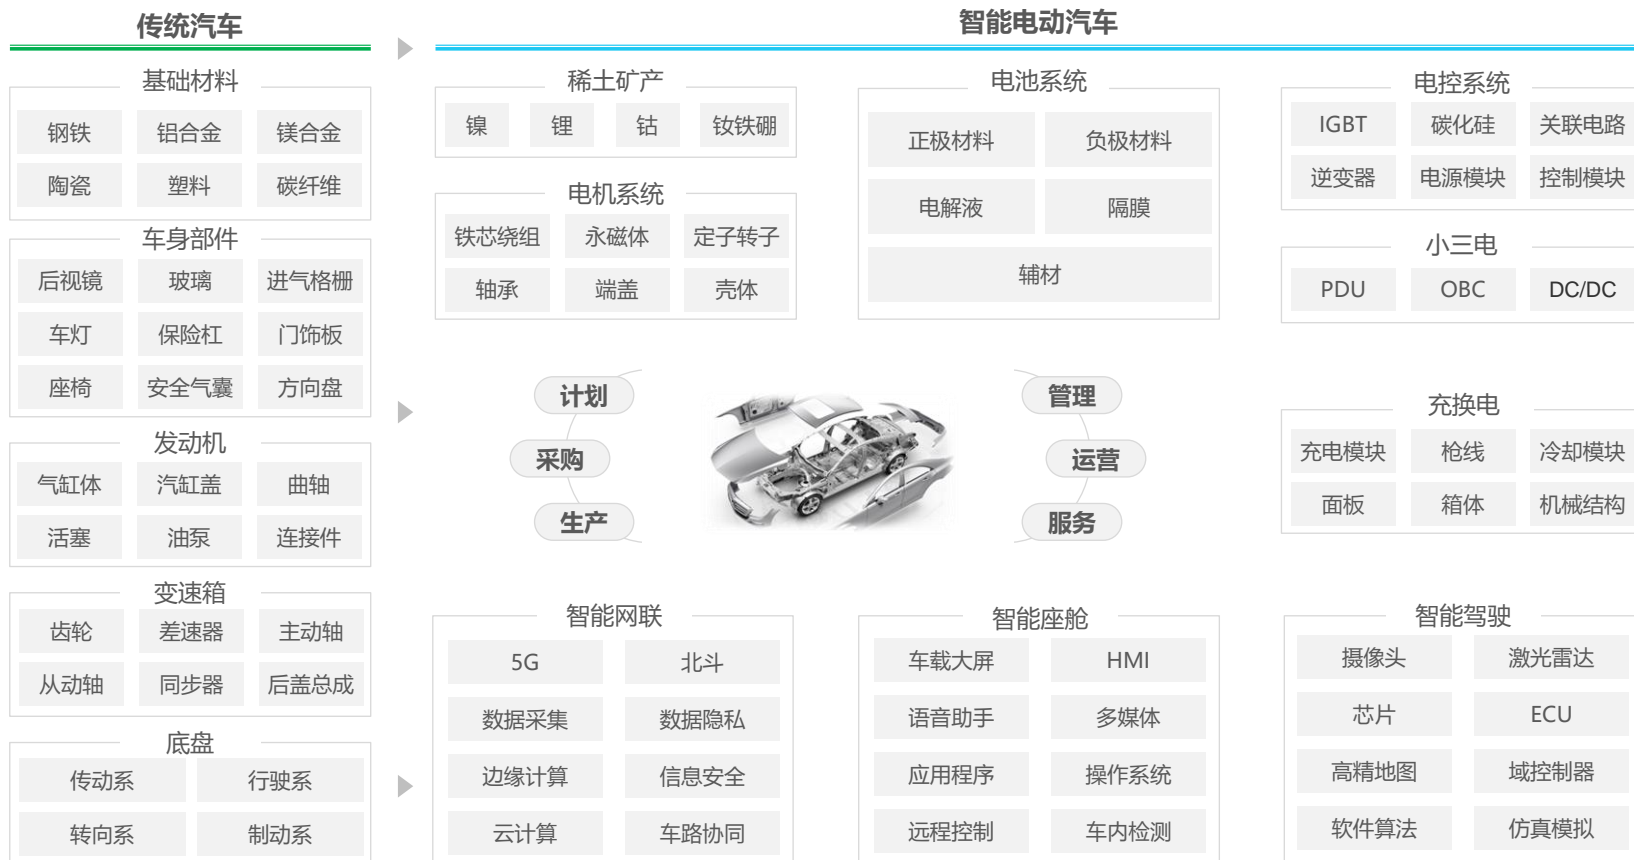 传统汽车
智能电动汽车
基础材料
钢铁 铝合金 镁合金
陶瓷 塑料 碳纤维
车身部件
后视镜 玻璃 进气格栅
车灯 保险杠 门饰板
座椅 安全气囊 方向盘
发动机
气缸体 汽缸盖 曲轴
活塞 油泵 连接件
变速箱
齿轮 差速器 主动轴
从动轴 同步器 后盖总成
底盘
传动系 行驶系
转向系 制动系
稀土矿产
镍 锂 钴 钕铁硼
电机系统
铁芯绕组 永磁体 定子转子
轴承 端盖 壳体
电池系统
正极材料 负极材料
电解液 隔膜
辅材
电控系统
IGBT 碳化硅 关联电路
逆变器 电源模块 控制模块
小三电
PDU OBC DC/DC
计划
采购
生产
管理
运营
服务
充换电
充电模块 枪线 冷却模块
面板 箱体 机械结构
智能网联
5G 北斗
数据采集 数据隐私
边缘计算 信息安全
云计算 车路协同
智能座舱
车载大屏 HMI
语音助手 多媒体
应用程序 操作系统
远程控制 车内检测
智能驾驶
摄像头 激光雷达
芯片 ECU
高精地图 域控制器
软件算法 仿真模拟